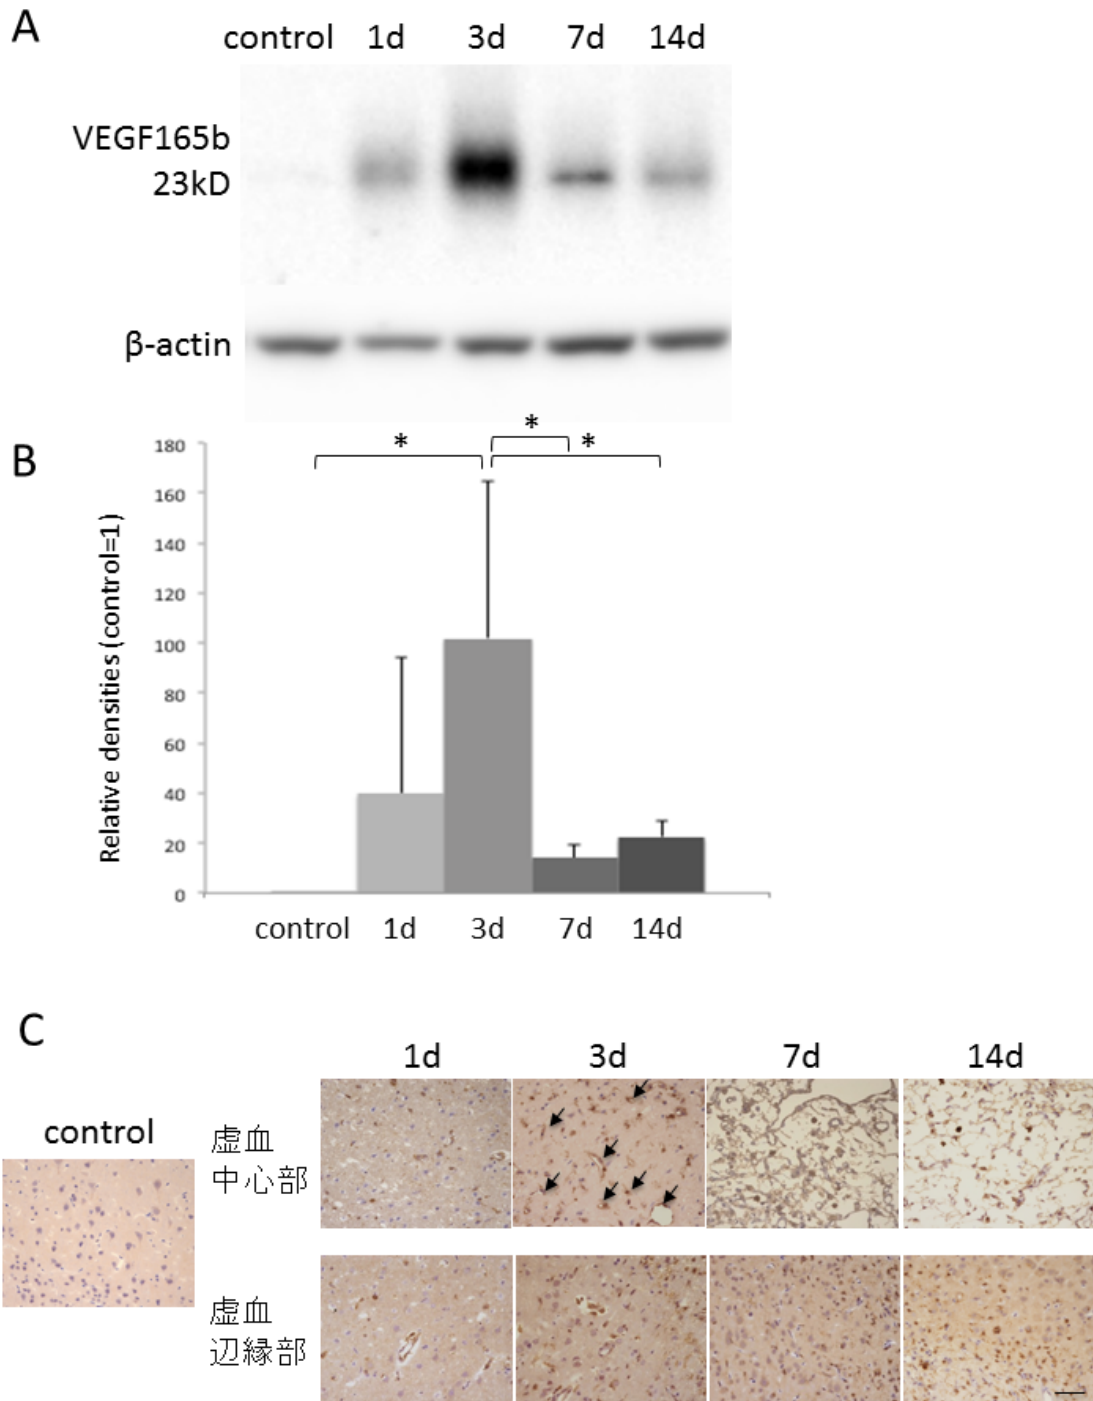 A
control 1d 3d 7d 14d
VEGF165b
23kD
β-actin
B
* * *
Relative densities (control=1)
180
160
140
120
100
80
60
40
20
0
control 1d 3d 7d 14d
C
1d 3d 7d 14d
control
虚血
中心部
虚血
辺縁部